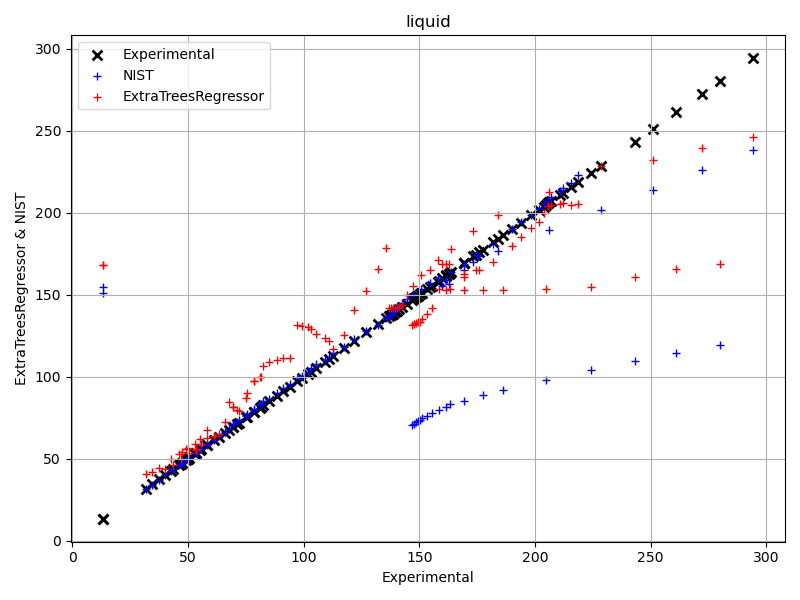 liquid
Experimental
NIST
ExtraTreesRegressor
300
250
200
150
100
50
0
ExtraTreesRegressor & NIST
0 50 100 150 200 250 300
Experimental